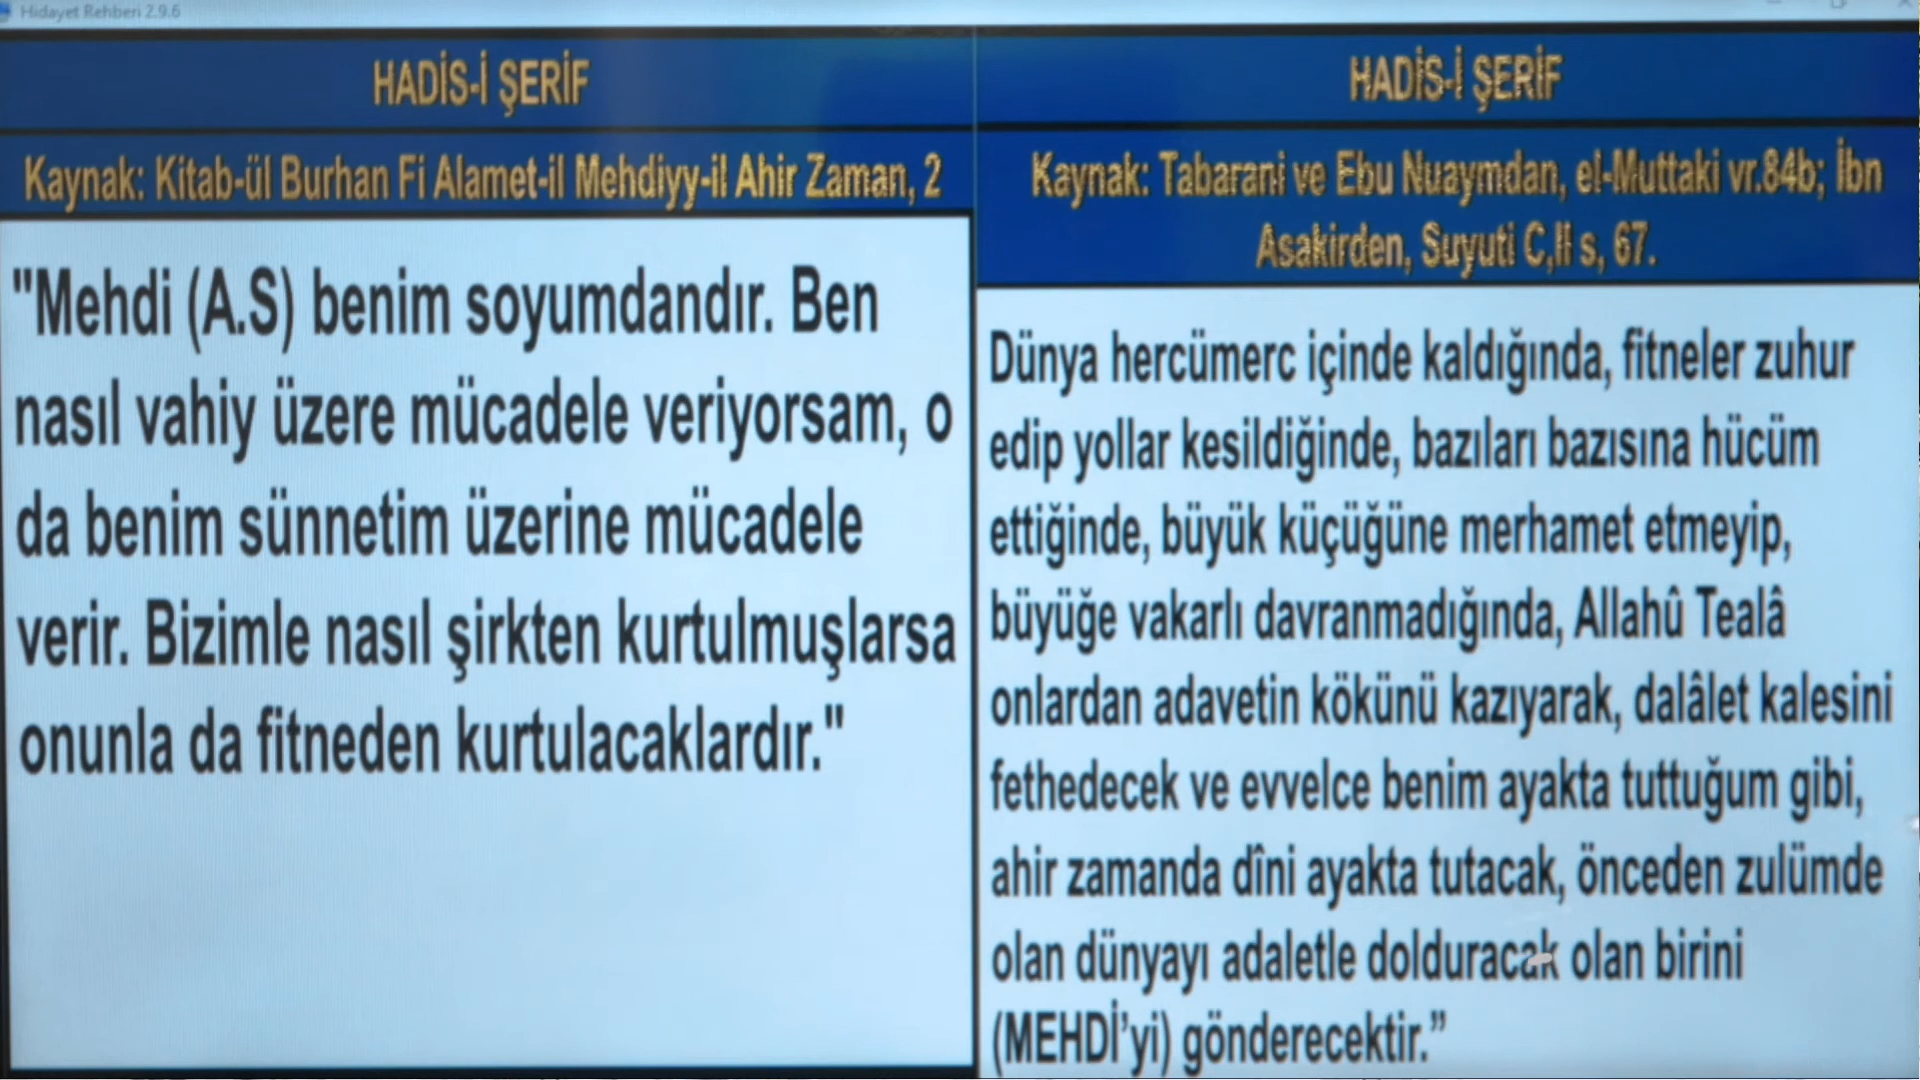 Hidayet Rehberi 2.9.6
HADİS-İ ŞERİF
Kaynak: Kitab-ül Burhan Fi Alamet-il Mehdiyy-il Ahir Zaman, 2
"Mehdi (A.S) benim soyumdandır. Ben
nasıl vahiy üzere mücadele veriyorsam, o
da benim sünnetim üzerine mücadele
verir. Bizimle nasıl şirkten kurtulmuşlarsa
onunla da fitneden kurtulacaklardır."
HADİS-İ ŞERİF
Kaynak: Tabarani ve Ebu Nuaymdan, el-Muttaki vr.84b; İbn
Asakirden, Suyuti C,II s, 67.
Dünya hercümerc içinde kaldığında, fitneler zuhur
edip yollar kesildiğinde, bazıları bazısına hücüm
ettiğinde, büyük küçüğüne merhamet etmeyip,
büyüğe vakarlı davranmadığında, Allahû Tealâ
onlardan adavetin kökünü kazıyarak, dalâlet kalesini
fethedecek ve evvelce benim ayakta tuttuğum gibi,
ahir zamanda dîni ayakta tutacak, önceden zulümde
olan dünyayı adaletle dolduracak olan birini
(MEHDİ’yi) gönderecektir.”